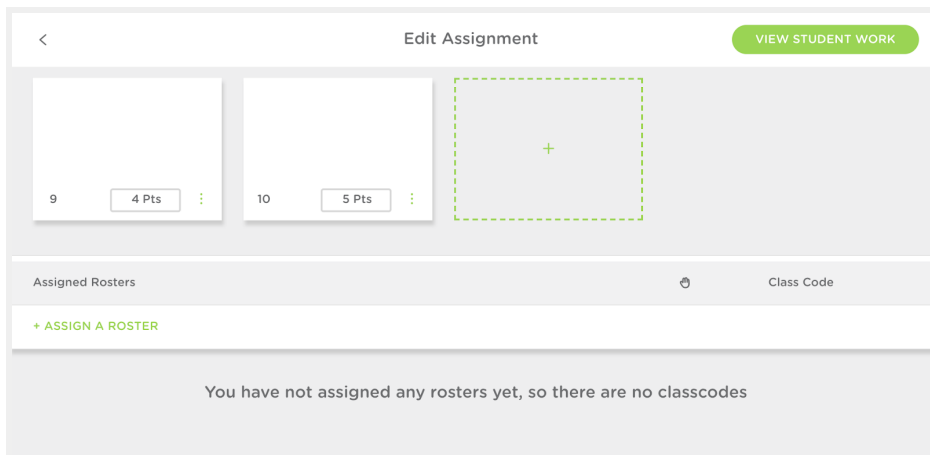 Edit Assignment
VIEW STUDENT WORK
9 4 Pts
10 5 Pts
+
Assigned Rosters Class Code
+ ASSIGN A ROSTER
You have not assigned any rosters yet, so there are no classcodes